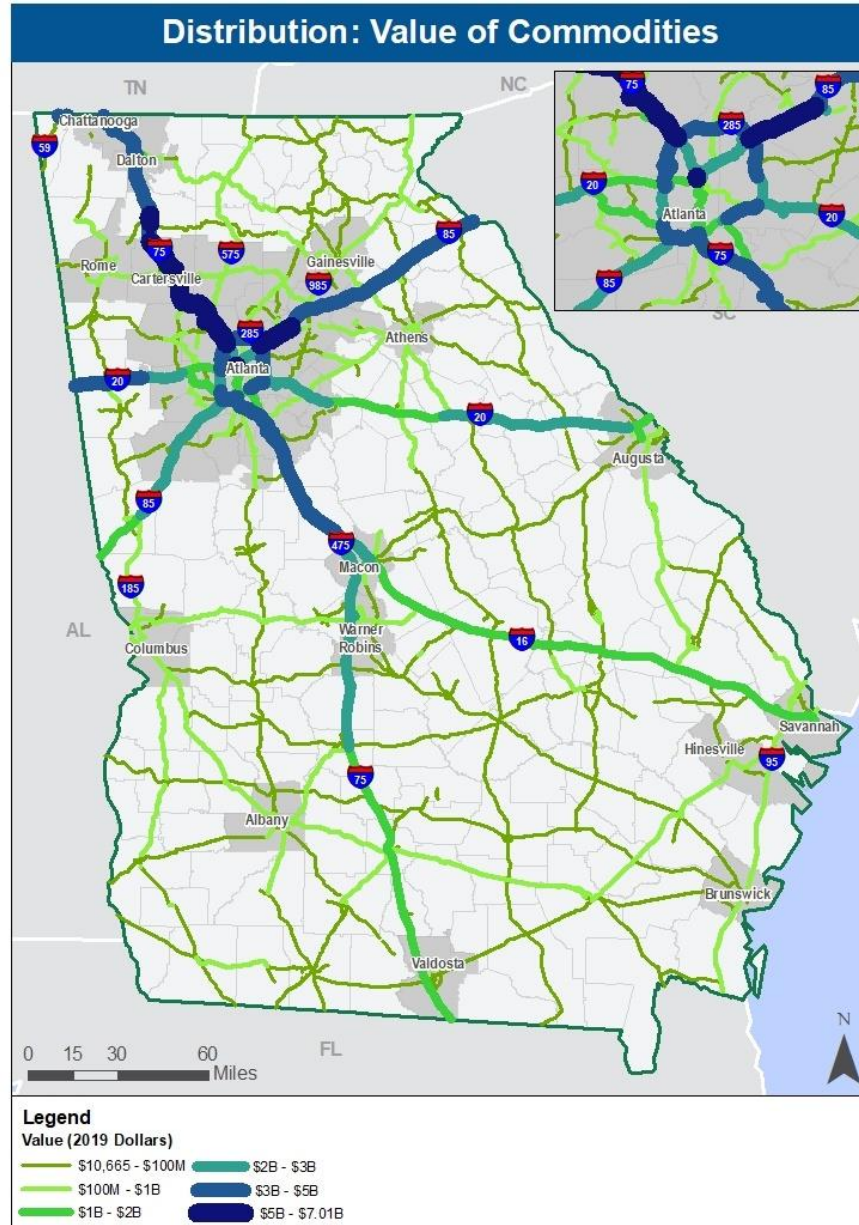 Distribution: Value of Commodities
TN
NC
75
85
285
20
Atlanta
20
75
85
SC
Chattanooga
59
Dalton
85
75
575
Gainesville
Rome
Cartersville
985
285
Athens
Atlanta
20
20
Augusta
85
475
Macon
185
AL
Warner
Robins
16
Columbus
Savannah
Hinesville
95
75
Albany
Brunswick
Valdosta
N
0 15 30 60
Miles
FL
Legend
Value (2019 Dollars)
$10,665 - $100M
$2B - $3B
$100M - $1B
$3B - $5B
$1B - $2B
$5B - $7.01B